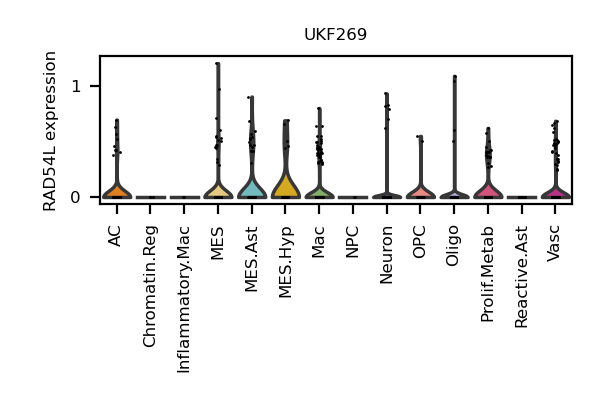 UKF269
RAD54L expression
1
0
AC
Chromatin.Reg
Inflammatory.Mac
MES
MES.Ast
MES.Hyp
Mac
NPC
Neuron
OPC
Oligo
Prolif.Metab
Reactive.Ast
Vasc